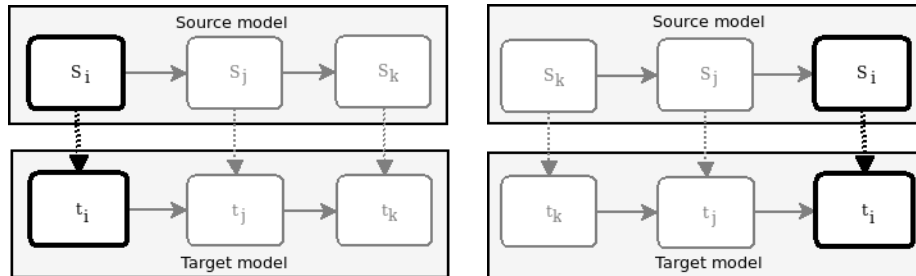 Source model
S_i S_j S_k
t_i t_j t_k
Target model
Source model
S_k S_j S_i
t_k t_j t_i
Target model